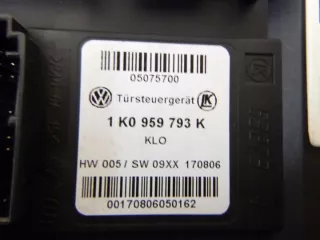 05075700
Türsteuergerät
1 K0 959 793 K
KLO
HW 005 / SW 09XX 170806
00170806050162